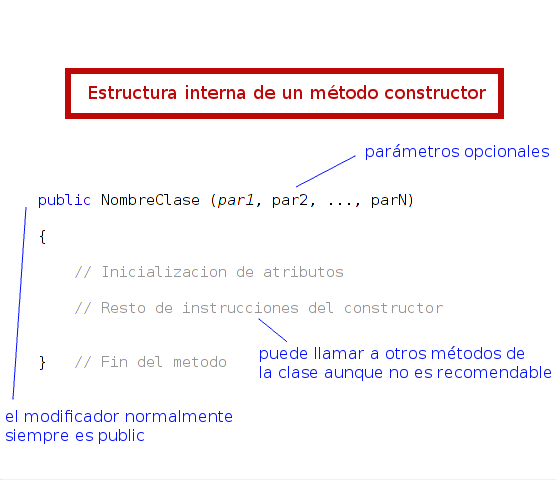 Estructura interna de un método constructor
parámetros opcionales
public NombreClase (par1, par2, ..., parN)
{
// Inicializacion de atributos
// Resto de instrucciones del constructor
puede llamar a otros métodos de
la clase aunque no es recomendable
} // Fin del metodo
el modificador normalmente
siempre es public